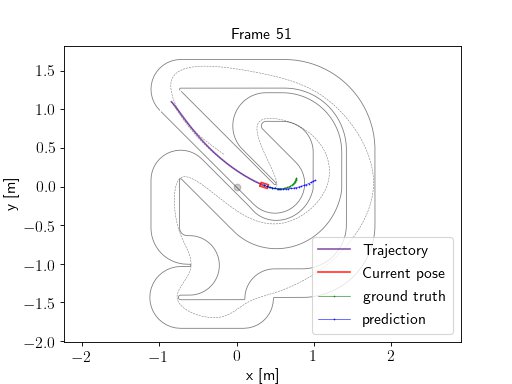 Frame 51
1.5
1.0
0.5
0.0
−0.5
−1.0
−1.5
−2.0
y [m]
−2
−1
0
1
2
x [m]
Trajectory
Current pose
ground truth
prediction